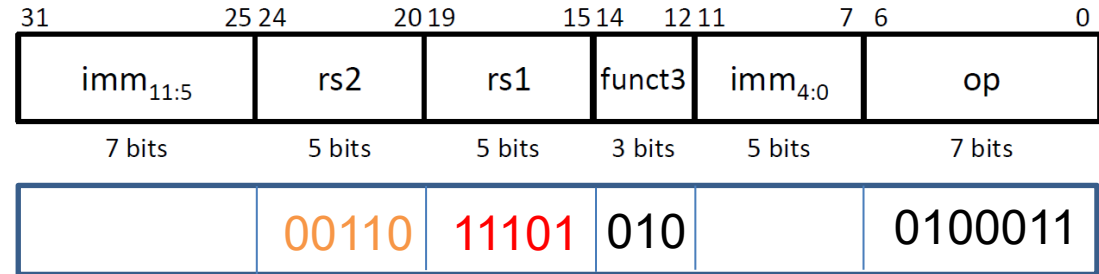 31 25 24 20 19 15 14 12 11 7 6 0
imm11:5 rs2 rs1 funct3 imm4:0 op
7 bits 5 bits 5 bits 3 bits 5 bits 7 bits
00110 11101 010 0100011